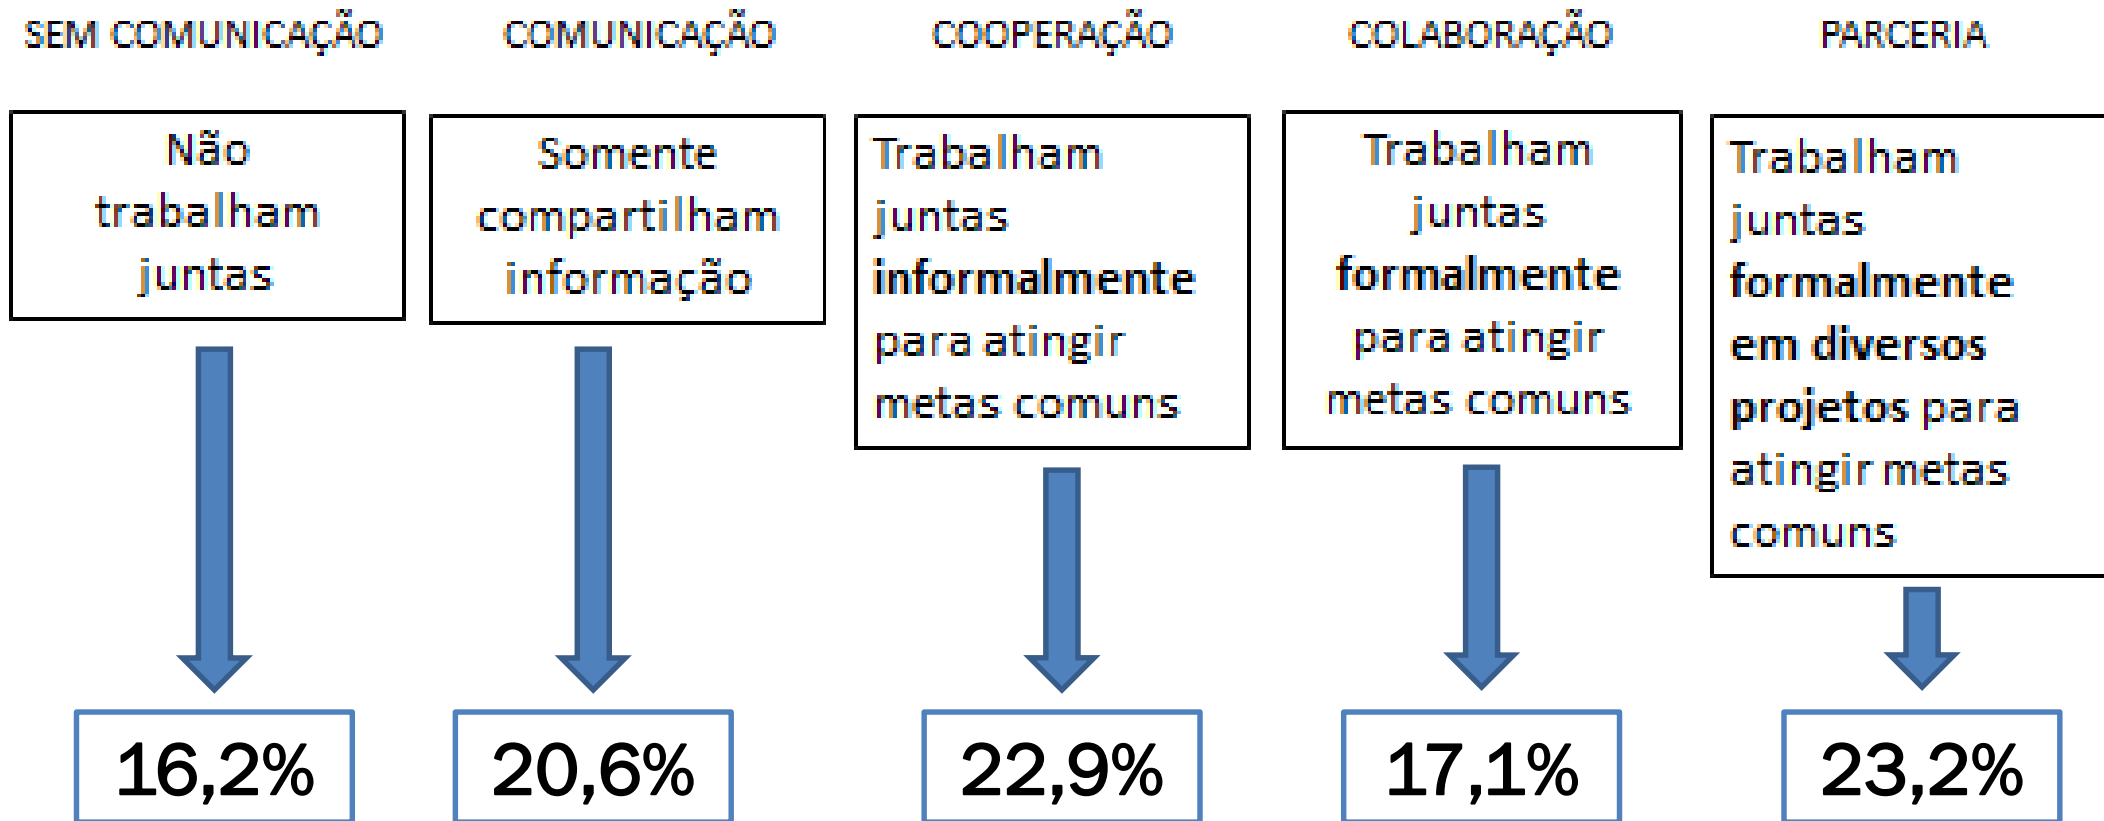 SEM COMUNICAÇÃO
COMUNICAÇÃO
COOPERAÇÃO
COLABORAÇÃO
PARCERIA
Não
trabalham
juntas
Somente
compartilham
informação
Trabalham
juntas
informalmente
para atingir
metas comuns
Trabalham
juntas
formalmente
para atingir
metas comuns
Trabalham
juntas
formalmente
em diversos
projetos para
atingir metas
comuns
16,2%
20,6%
22,9%
17,1%
23,2%